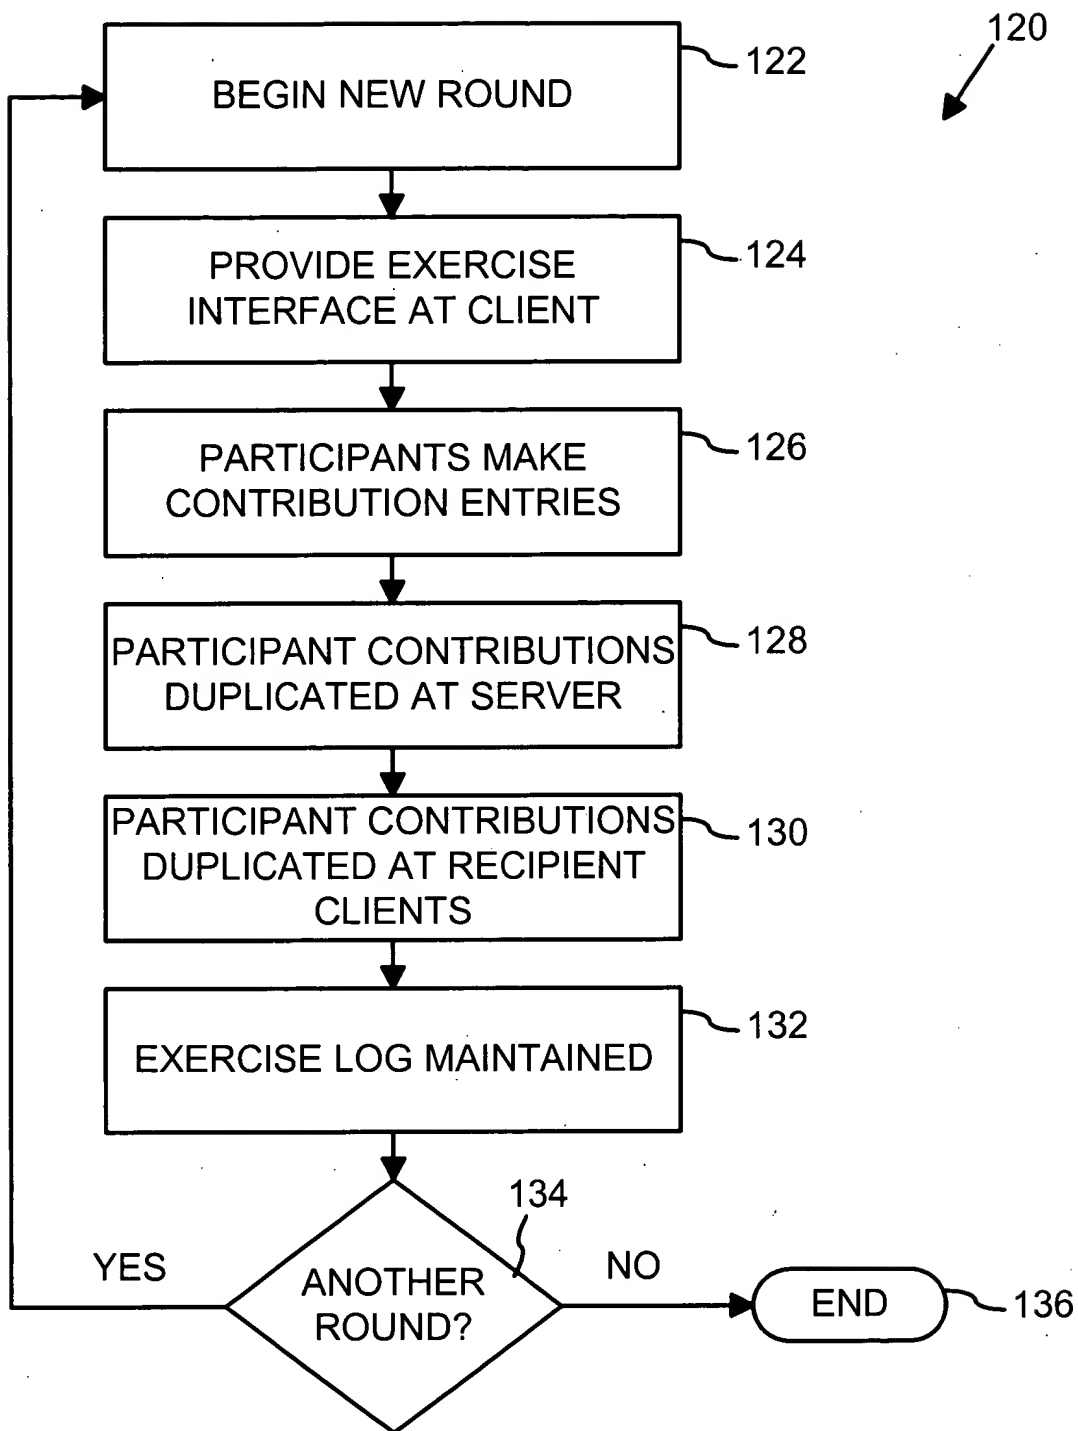 120
BEGIN NEW ROUND
122
PROVIDE EXERCISE
INTERFACE AT CLIENT
124
PARTICIPANTS MAKE
CONTRIBUTION ENTRIES
126
PARTICIPANT CONTRIBUTIONS
DUPLICATED AT SERVER
128
PARTICIPANT CONTRIBUTIONS
DUPLICATED AT RECIPIENT
CLIENTS
130
EXERCISE LOG MAINTAINED
132
134
YES
ANOTHER
ROUND?
NO
END
136